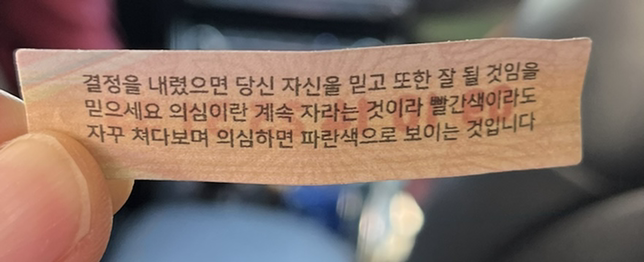 결정을 내렸으면 당신 자신을 믿고 또한 잘 될 것임을
믿으세요 의심이란 계속 자라는 것이라 빨간색이라도
자꾸 쳐다보며 의심하면 파란색으로 보이는 것입니다